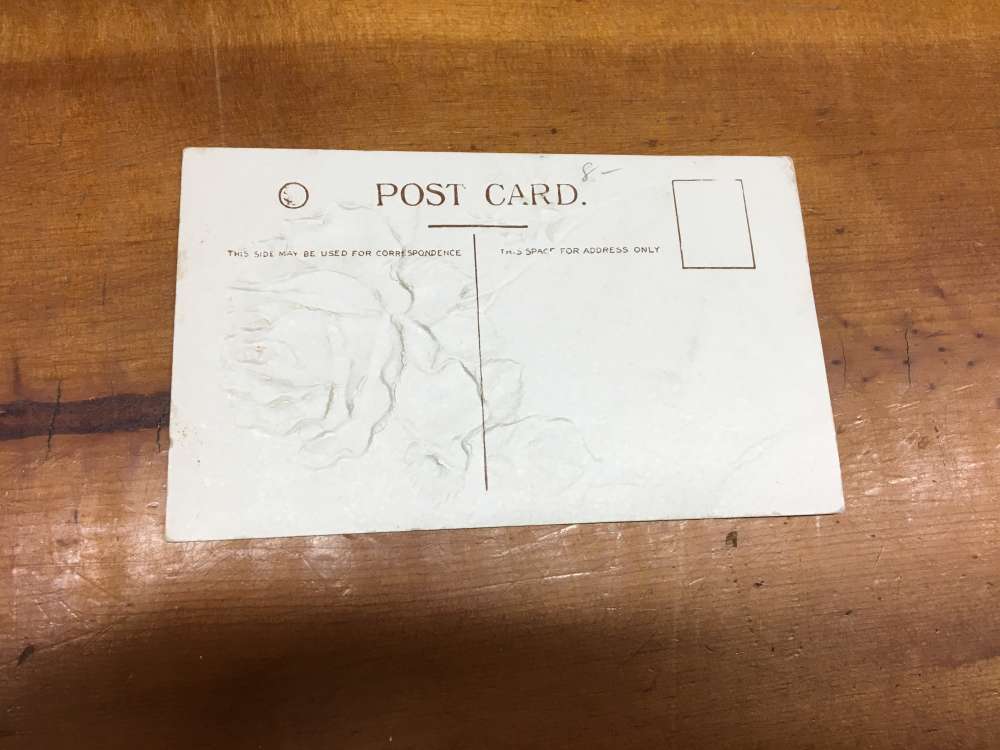 8-
POST CARD.
THIS SIDE MAY BE USED FOR CORRESPONDENCE
THIS SPACE FOR ADDRESS ONLY